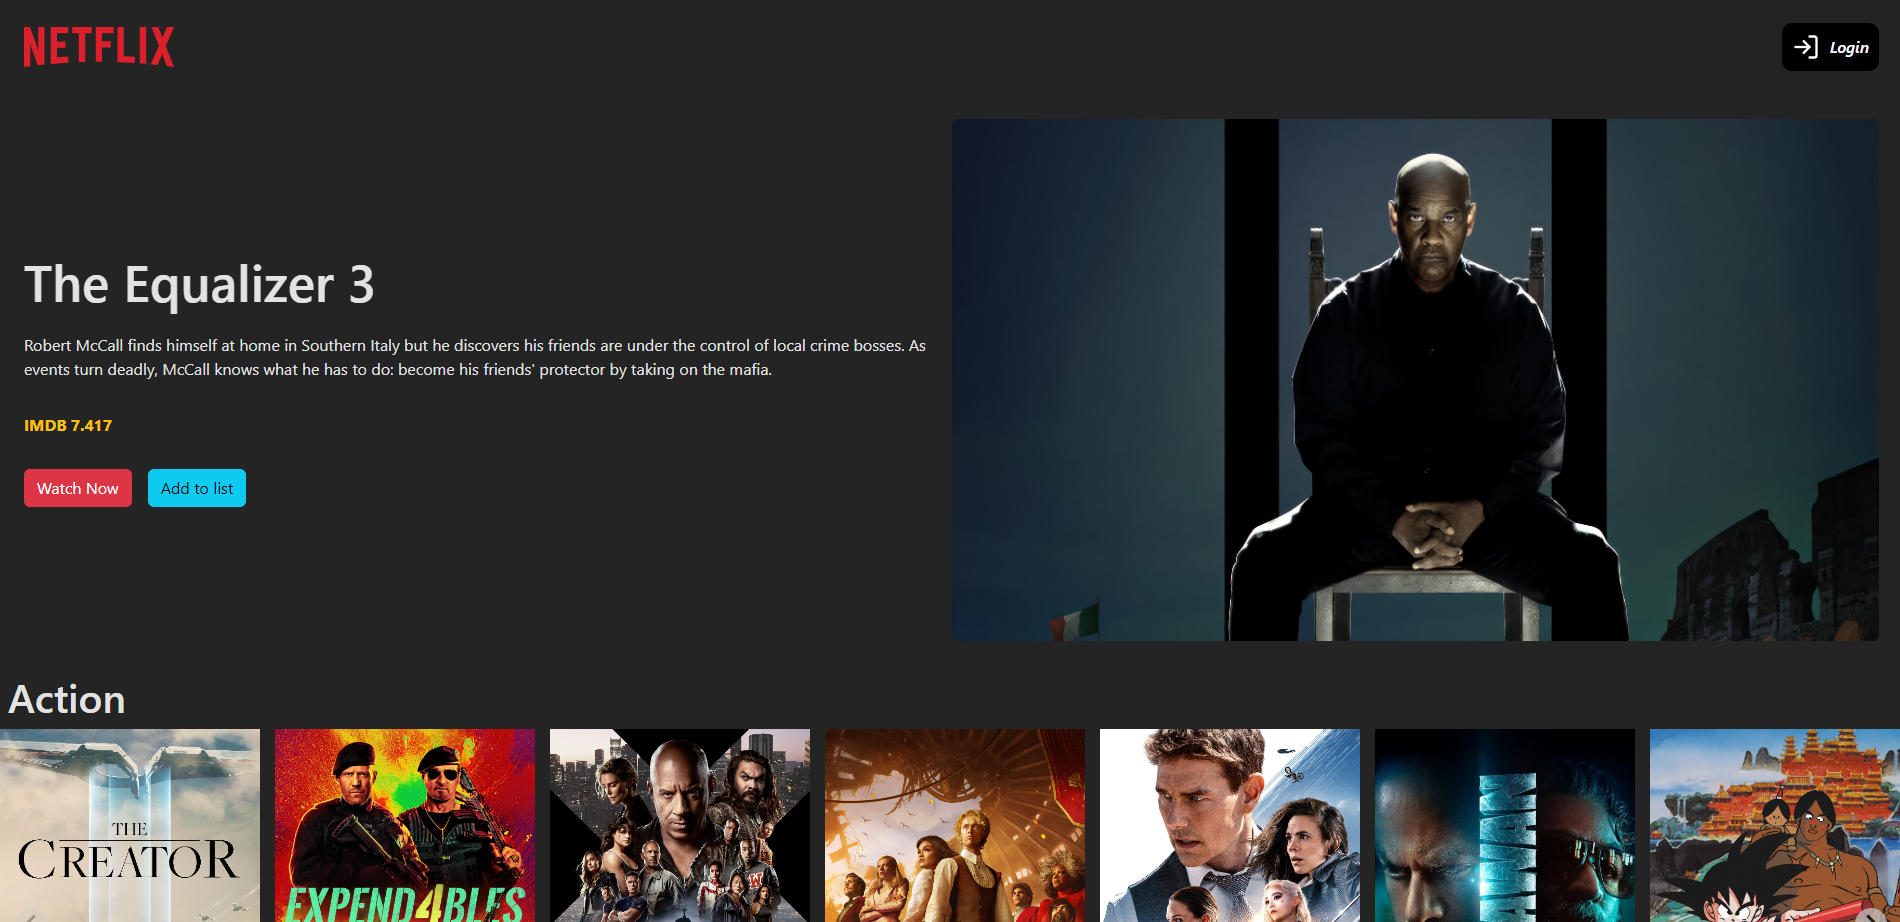 NETFLIX
Login
The Equalizer 3
Robert McCall finds himself at home in Southern Italy but he discovers his friends are under the control of local crime bosses. As
events turn deadly, McCall knows what he has to do: become his friends' protector by taking on the mafia.
IMDB 7.417
Watch Now
Add to list
Action
THE
CREATOR
EXPEND4BLES